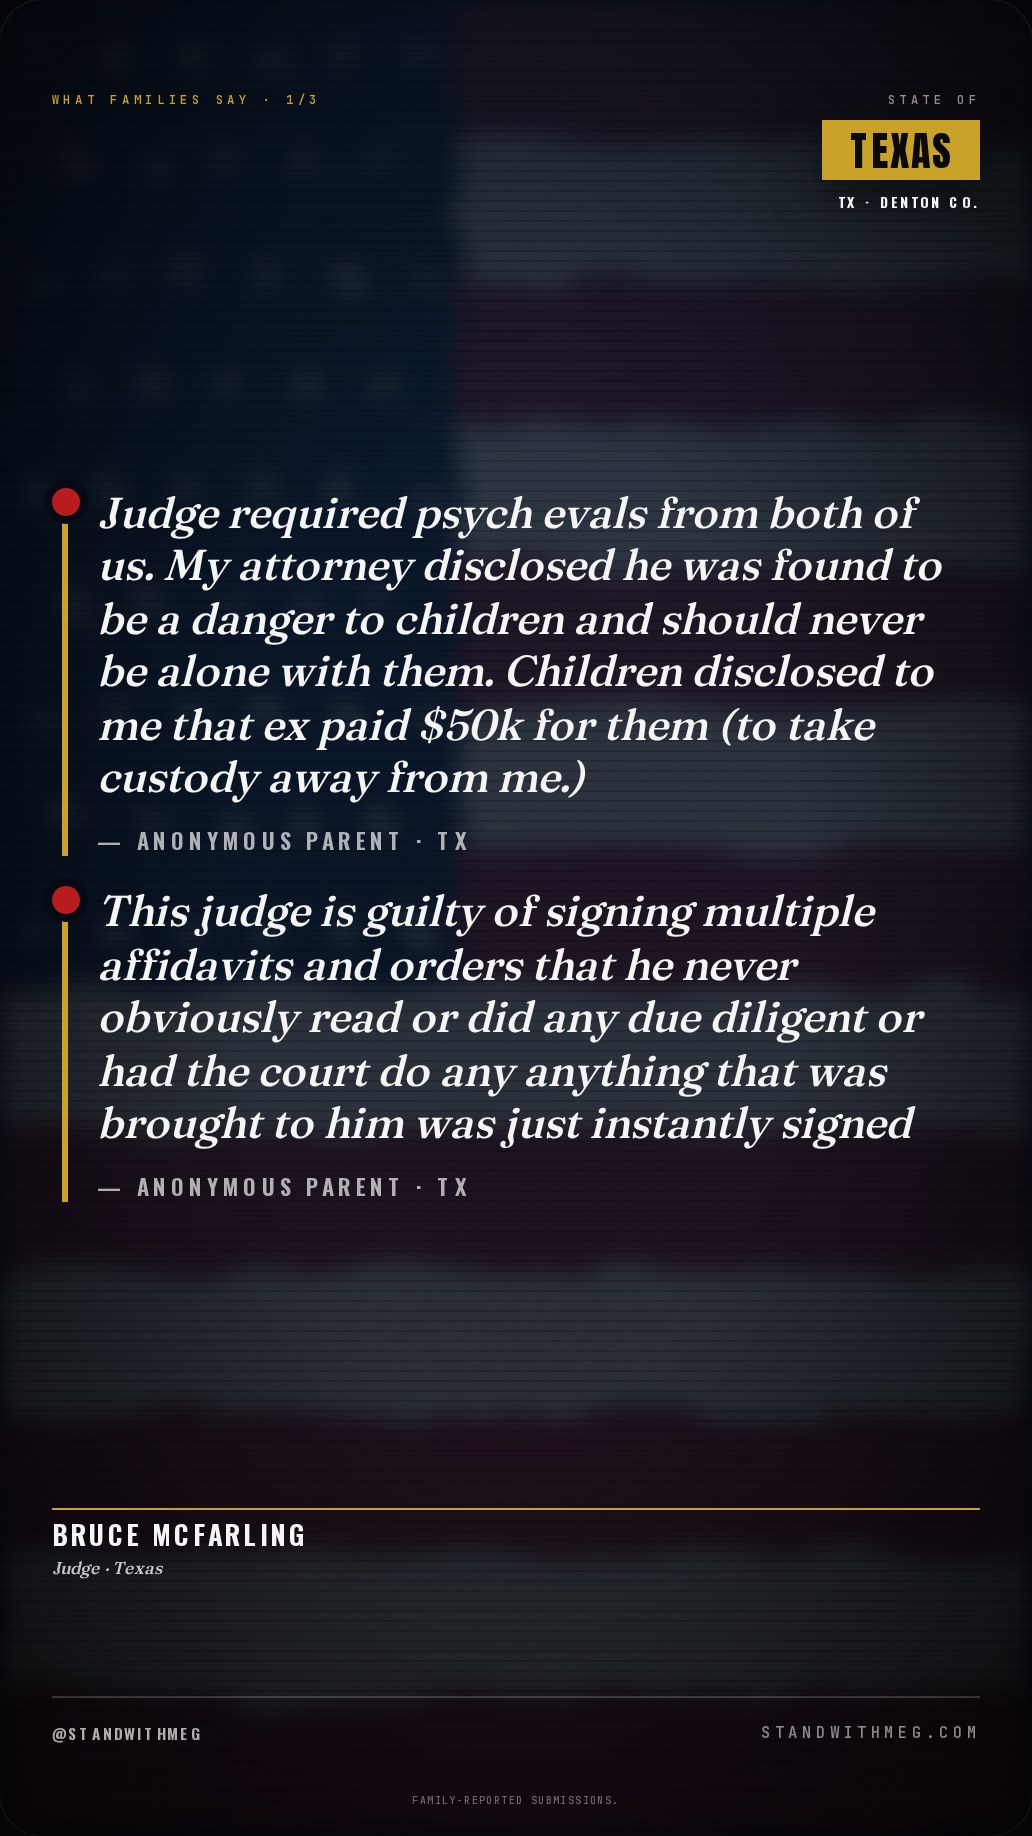 WHAT FAMILIES SAY · 1/3
STATE OF
TEXAS
TX · DENTON CO.
Judge required psych evals from both of
us. My attorney disclosed he was found to
be a danger to children and should never
be alone with them. Children disclosed to
me that ex paid $50k for them (to take
custody away from me.)
— ANONYMOUS PARENT · TX
This judge is guilty of signing multiple
affidavits and orders that he never
obviously read or did any due diligent or
had the court do any anything that was
brought to him was just instantly signed
— ANONYMOUS PARENT · TX
BRUCE MCFARLING
Judge · Texas
@STANDWITHMEG
STANDWITHMEG.COM
FAMILY-REPORTED SUBMISSIONS.